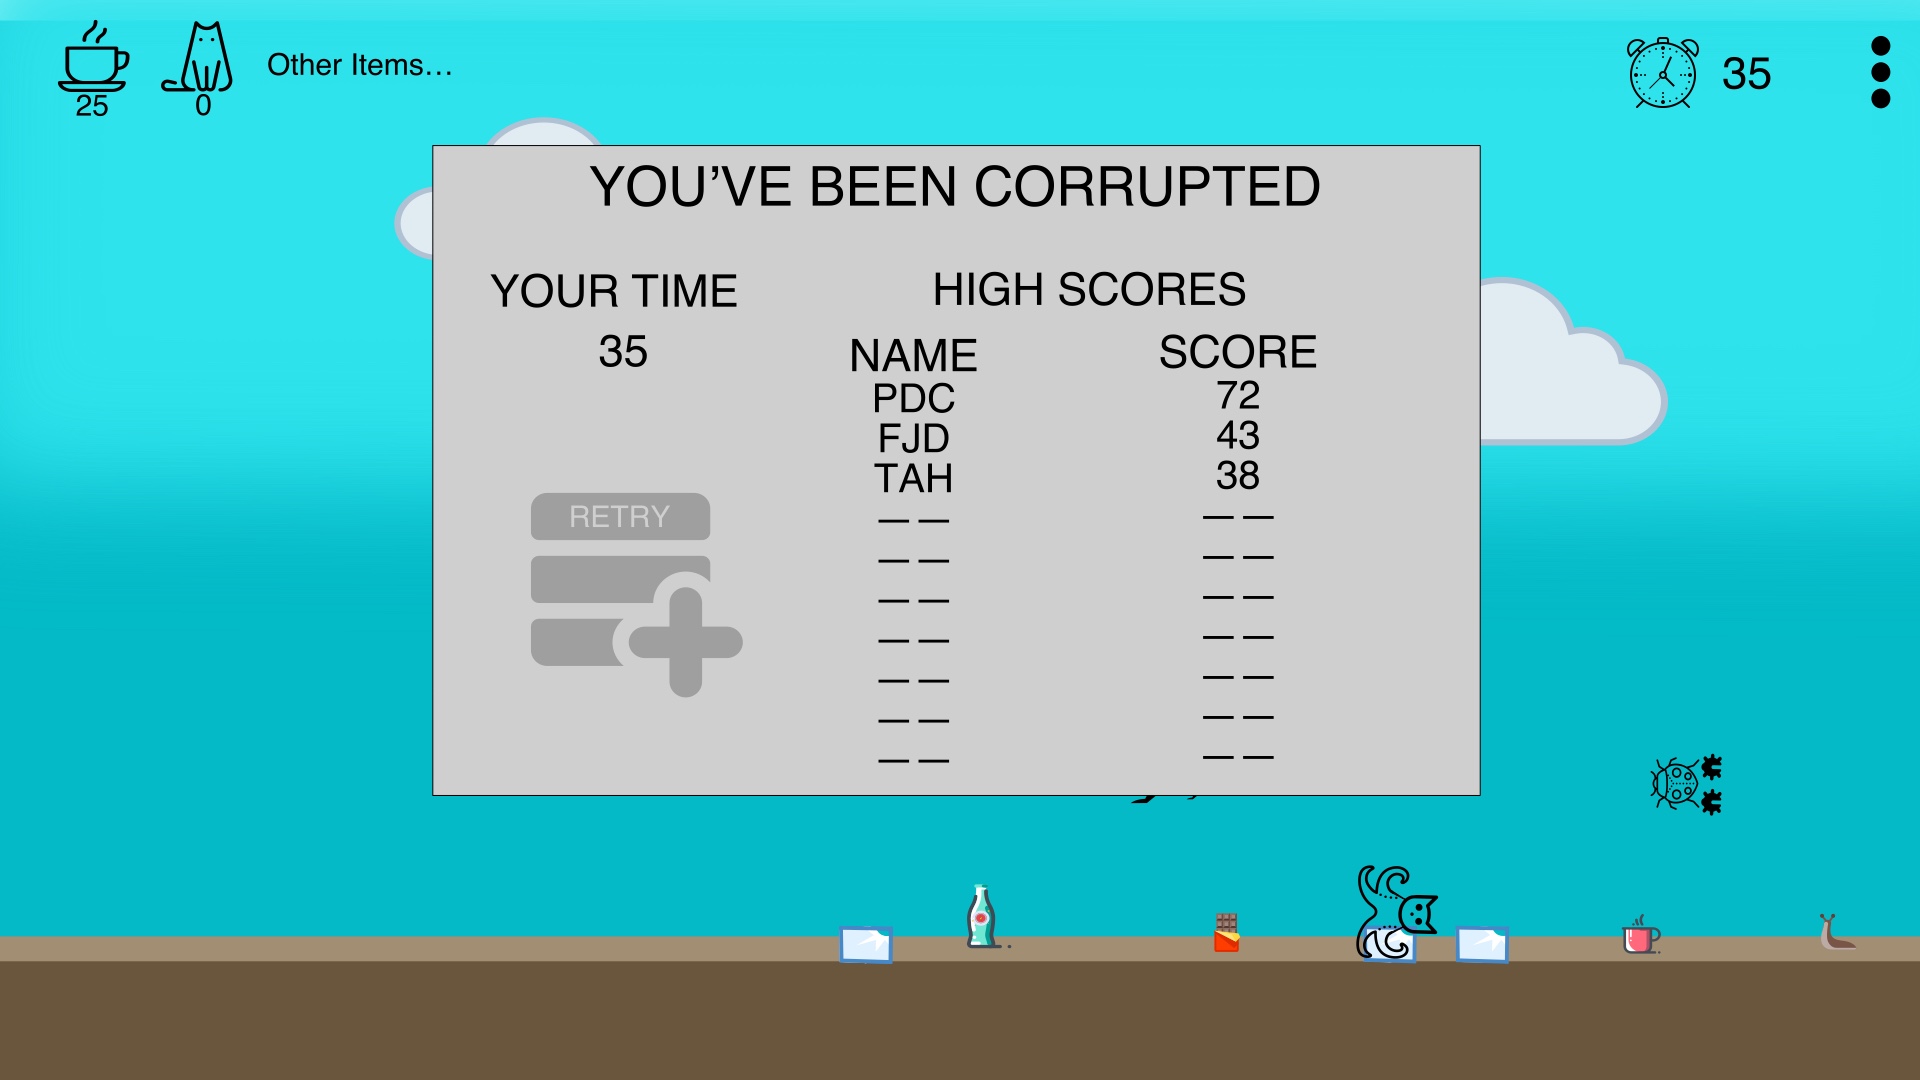 25
0
Other Items…
35
YOU’VE BEEN CORRUPTED
YOUR TIME
35
RETRY
HIGH SCORES
NAME SCORE
PDC 72
FJD 43
TAH 38
— — — —
— — — —
— — — —
— — — —
— — — —
— — — —
— — — —